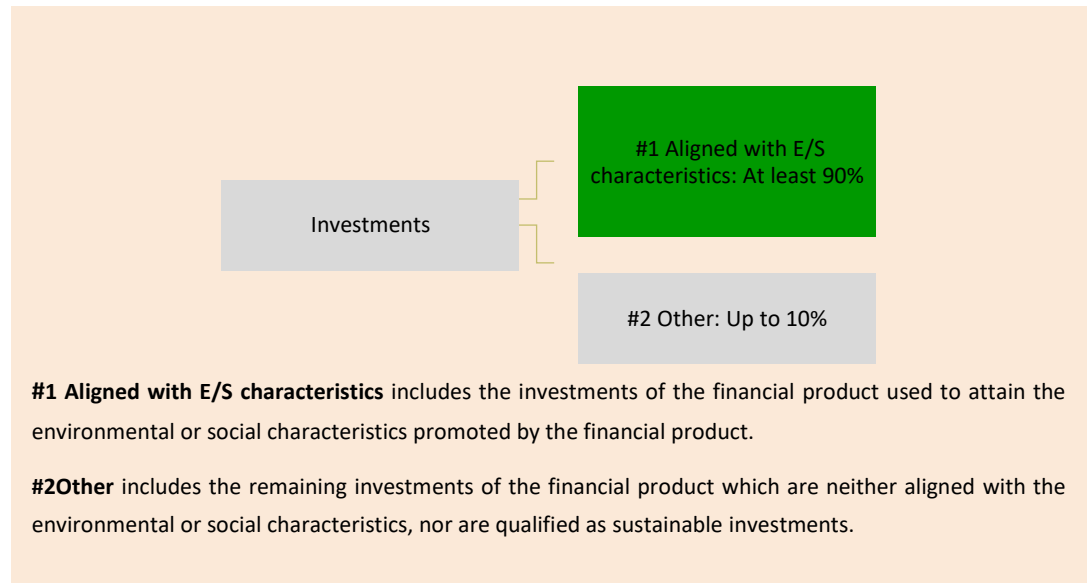 #1 Aligned with E/S
characteristics: At least 90%
Investments
#2 Other: Up to 10%
#1 Aligned with E/S characteristics includes the investments of the financial product used to attain the
environmental or social characteristics promoted by the financial product.
#2Other includes the remaining investments of the financial product which are neither aligned with the
environmental or social characteristics, nor are qualified as sustainable investments.